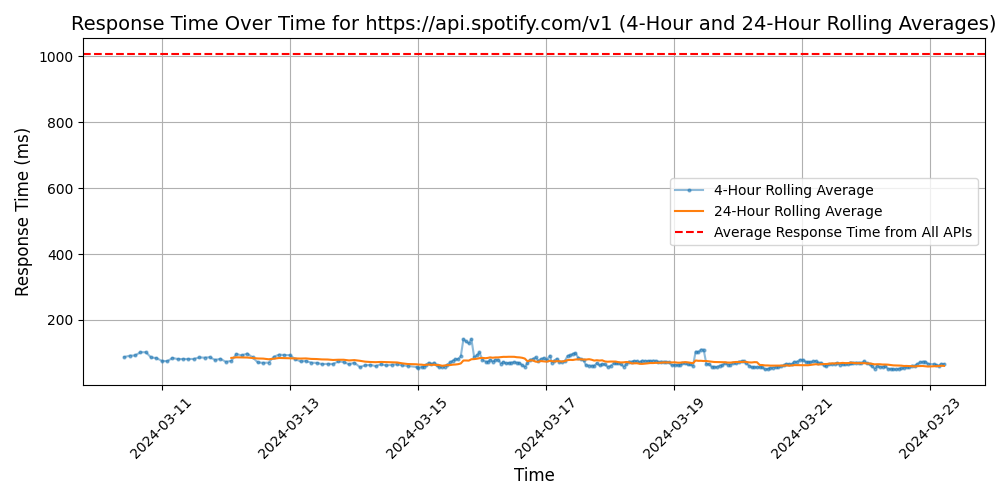 Response Time Over Time for https://api.spotify.com/v1 (4-Hour and 24-Hour Rolling Averages)
Response Time (ms)
1000
800
600
400
200
4-Hour Rolling Average
24-Hour Rolling Average
Average Response Time from All APIs
2024-03-11
2024-03-13
2024-03-15
2024-03-17
2024-03-19
2024-03-21
2024-03-23
Time